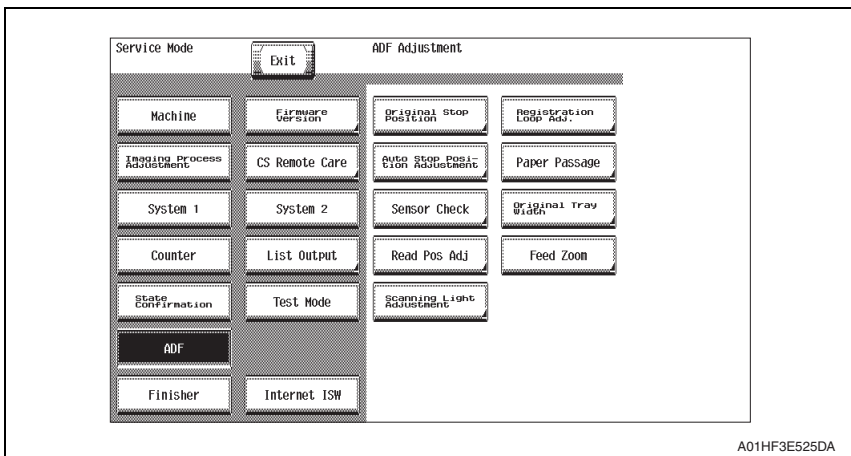 Service Mode
Exit
ADF Adjustment
Machine
Firmware
Version
Original Stop
Position
Registration
Loop Adj.
Imaging Process
Adjustment
CS Remote Care
Auto Stop Posi-
tion Adjustment
Paper Passage
System 1
System 2
Sensor Check
Original Tray
Width
Counter
List Output
Read Pos Adj
Feed Zoom
State
Confirmation
Test Mode
Scanning Light
Adjustment
ADF
Finisher
Internet ISW
A01HF3E525DA